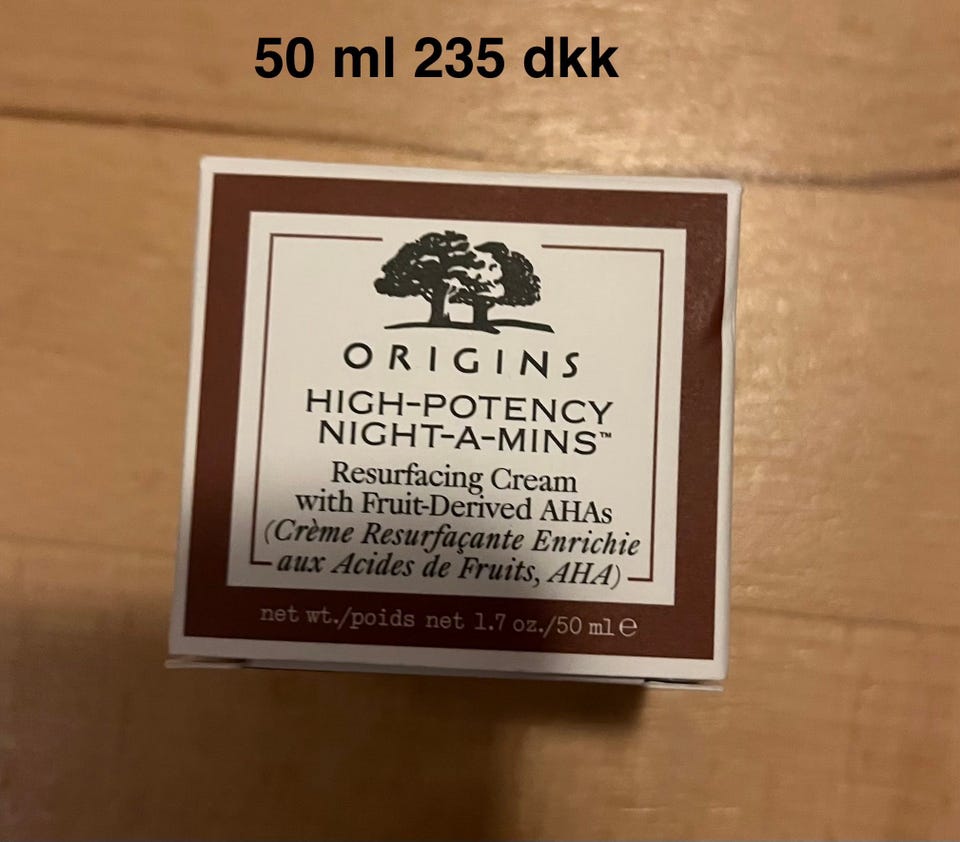 50 ml 235 dkk
ORIGINS
HIGH-POTENCY
NIGHT-A-MINS™
Resurfacing Cream
with Fruit-Derived AHAs
(Crème Resurfaçante Enrichie
aux Acides de Fruits, AHA)
net wt./poids net 1.7 oz./50 ml ℮